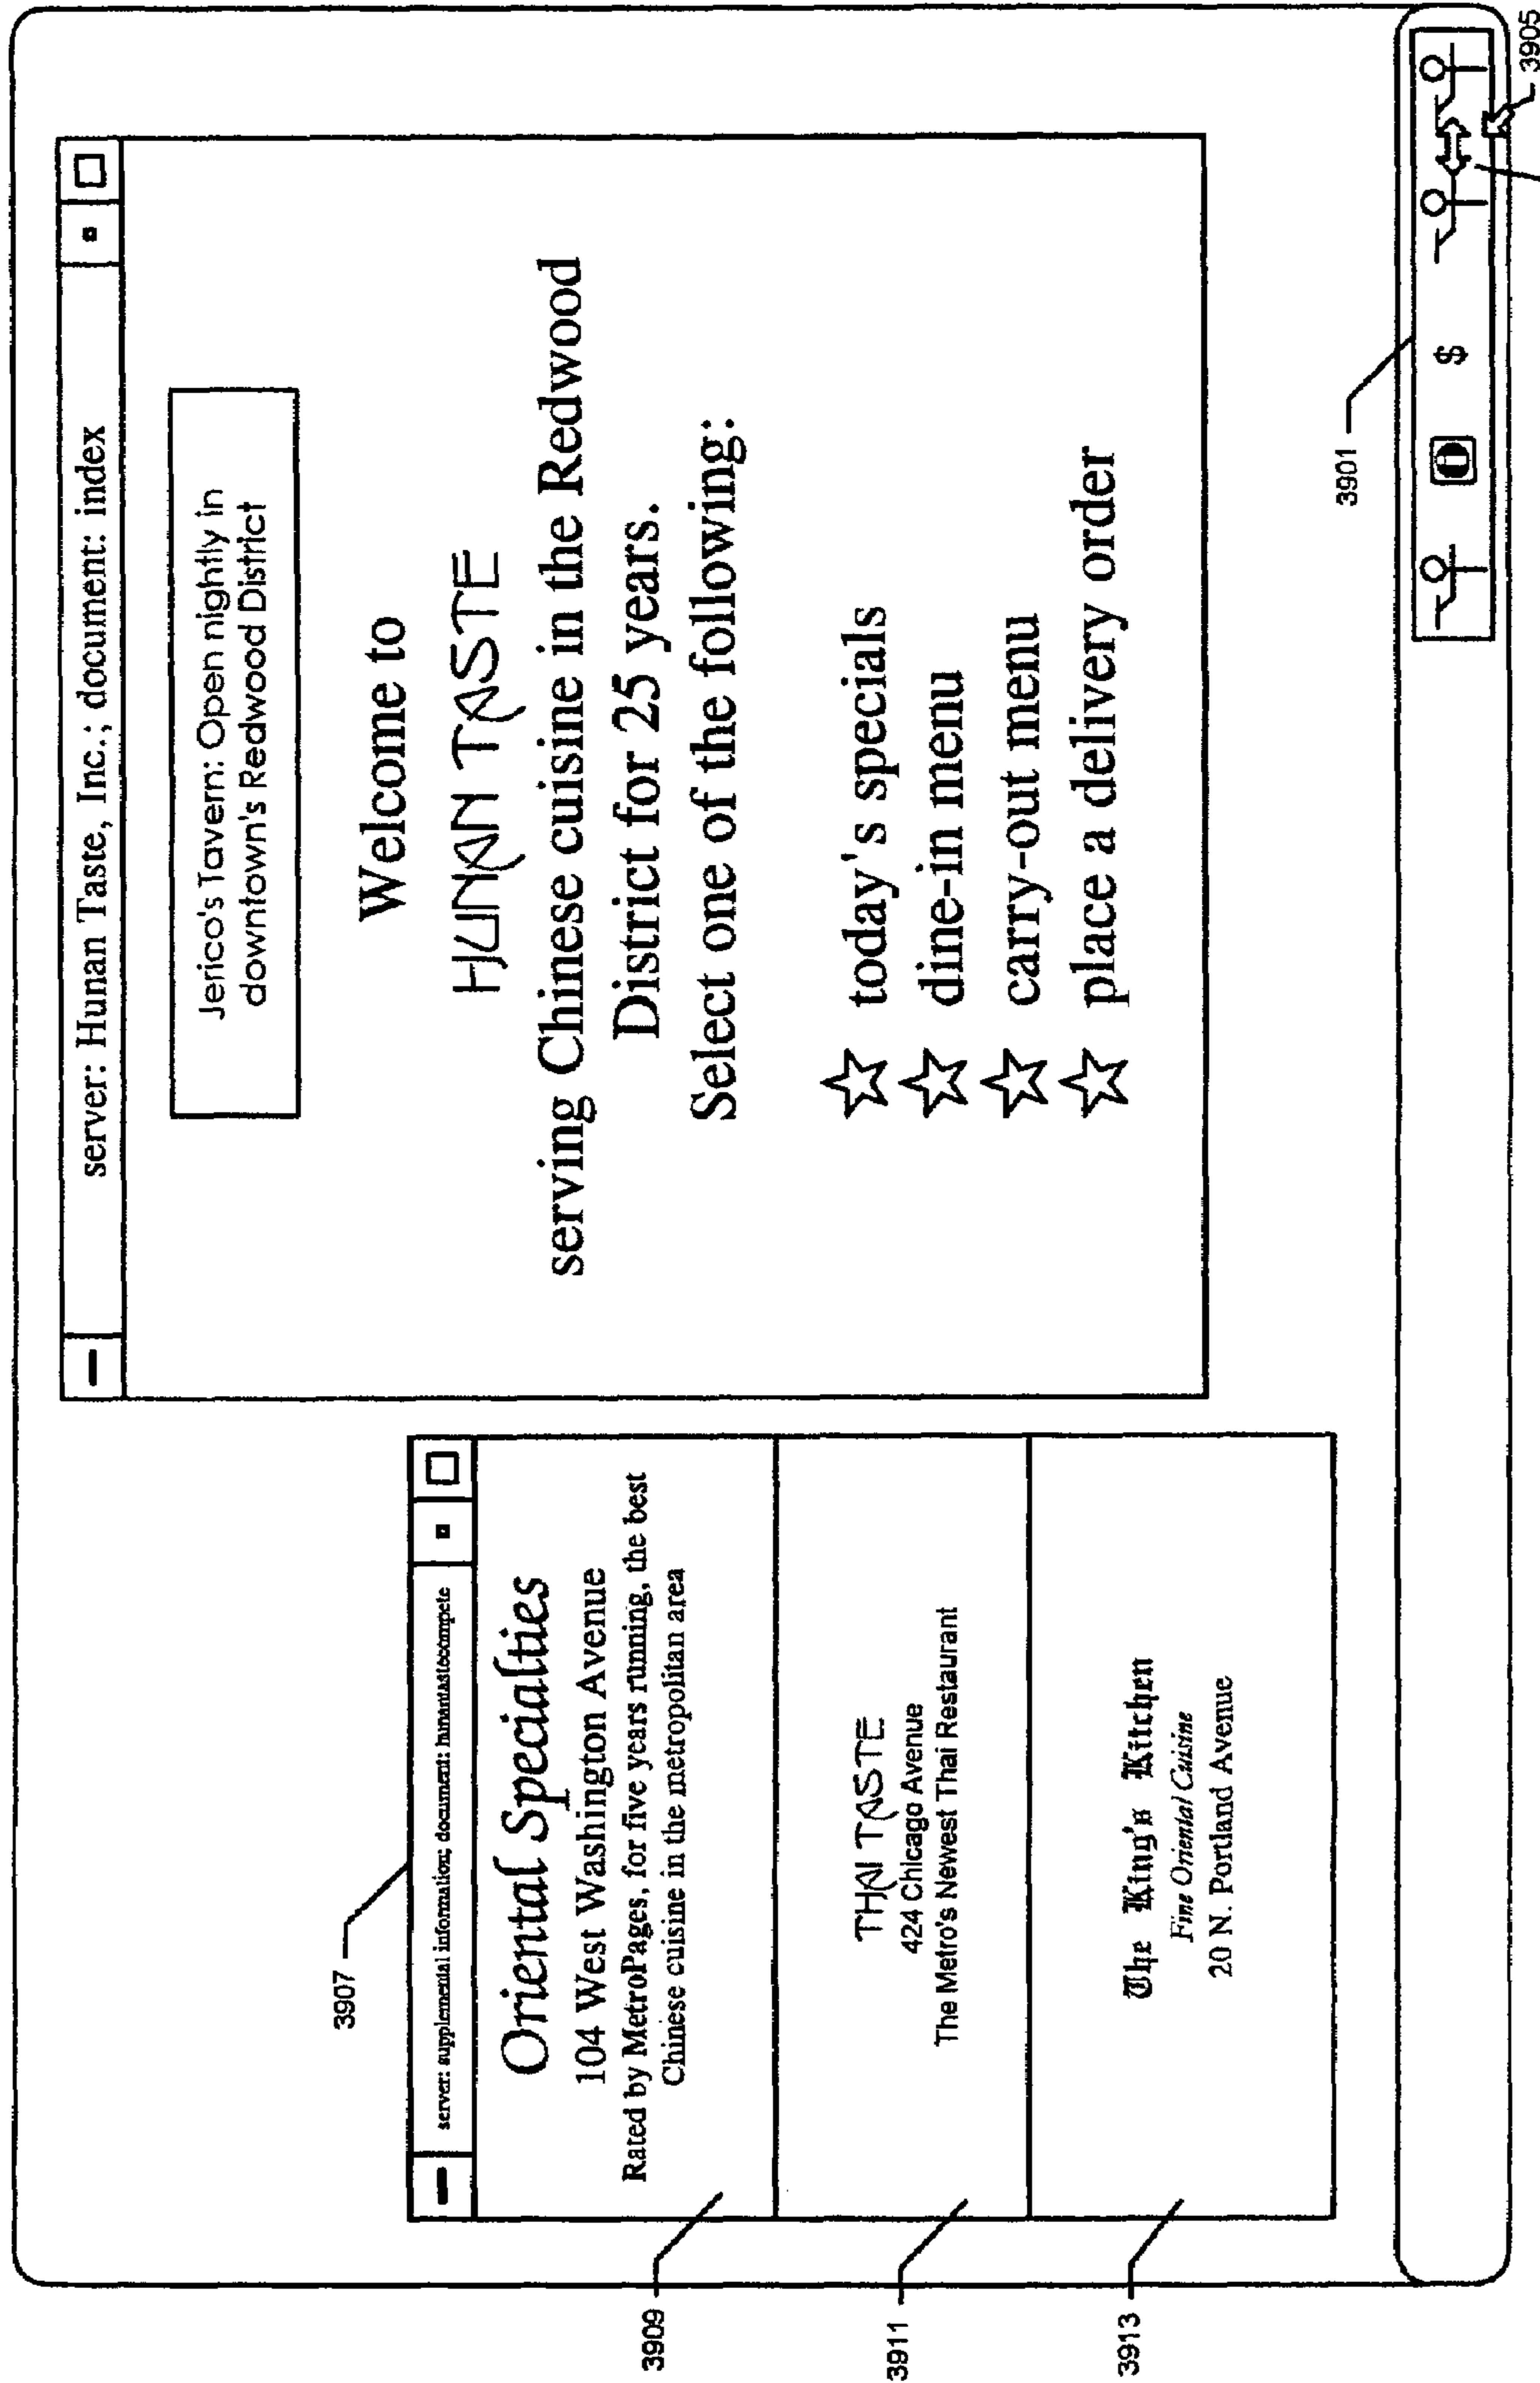 server: Hunan Taste, Inc.; document: index
Jerico's Tavern: Open nightly in
downtown's Redwood District
Welcome to
HUNAN TASTE
serving Chinese cuisine in the Redwood
District for 25 years.
Select one of the following:
☆ today's specials
☆ dine-in menu
☆ carry-out menu
☆ place a delivery order
3907
server: supplemental information; document: hunantastecompete
Oriental Specialties
104 West Washington Avenue
Rated by MetroPages, for five years running, the best
Chinese cuisine in the metropolitan area
3909
THAI TASTE
424 Chicago Avenue
The Metro's Newest Thai Restaurant
3911
The King's Kitchen
Fine Oriental Cuisine
20 N. Portland Avenue
3913
3901
i $
3905